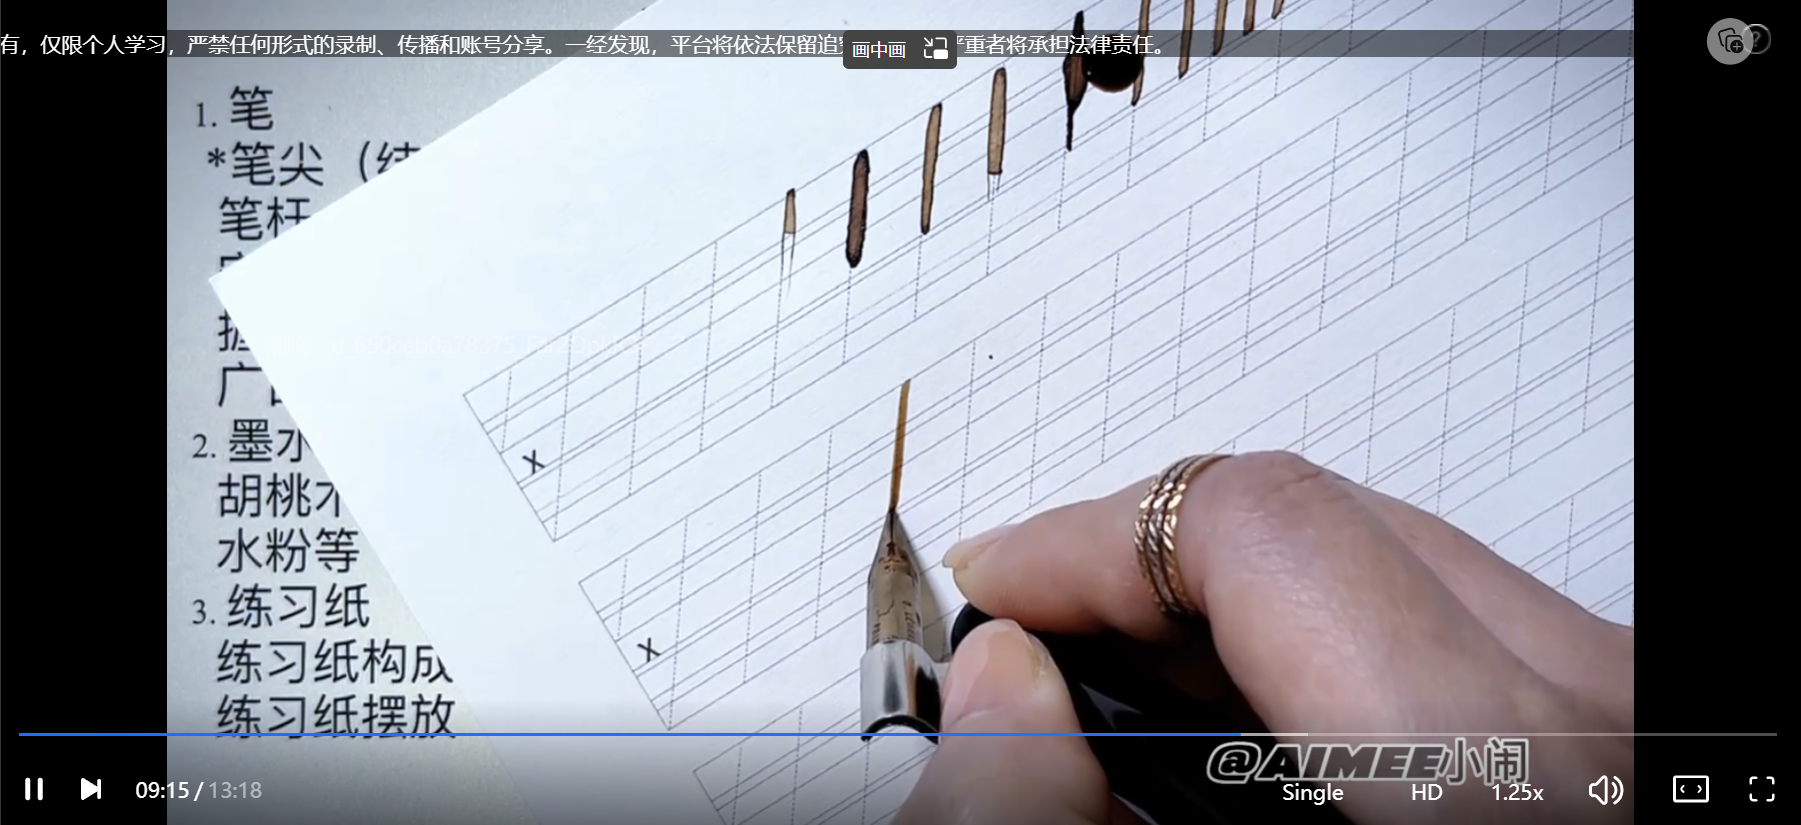 有，仅限个人学习，严禁任何形式的录制、传播和账号分享。一经发现，平台将依法保留追
画中画
严重者将承担法律责任。
1. 笔
*笔尖（
笔杆
广
2. 墨水
胡桃木
水粉等
3. 练习纸
练习纸构成
练习纸摆放
x
x
@AIMEE小闹
09:15 / 13:18
Single
HD
1.25x